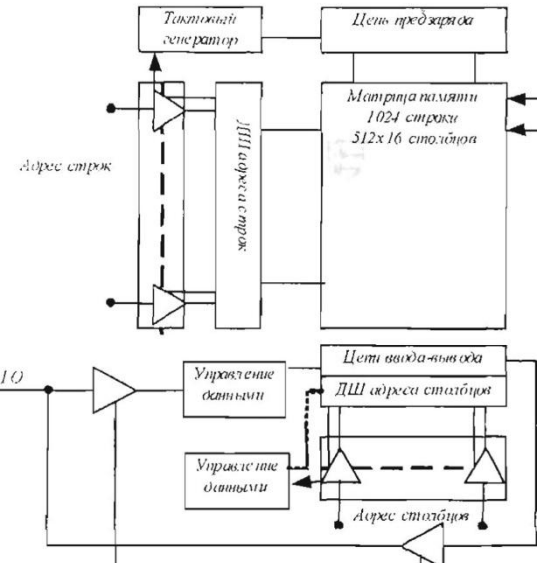 Тактовый
генератор
Цепь предзаряда
Матрица памяти
1024 строки
512x16 столбцов
Адрес строк
ДШ адреса строк
Цепи ввода-вывода
ДШ адреса столбцов
Управление
данными
Управление
данными
Адрес столбцов